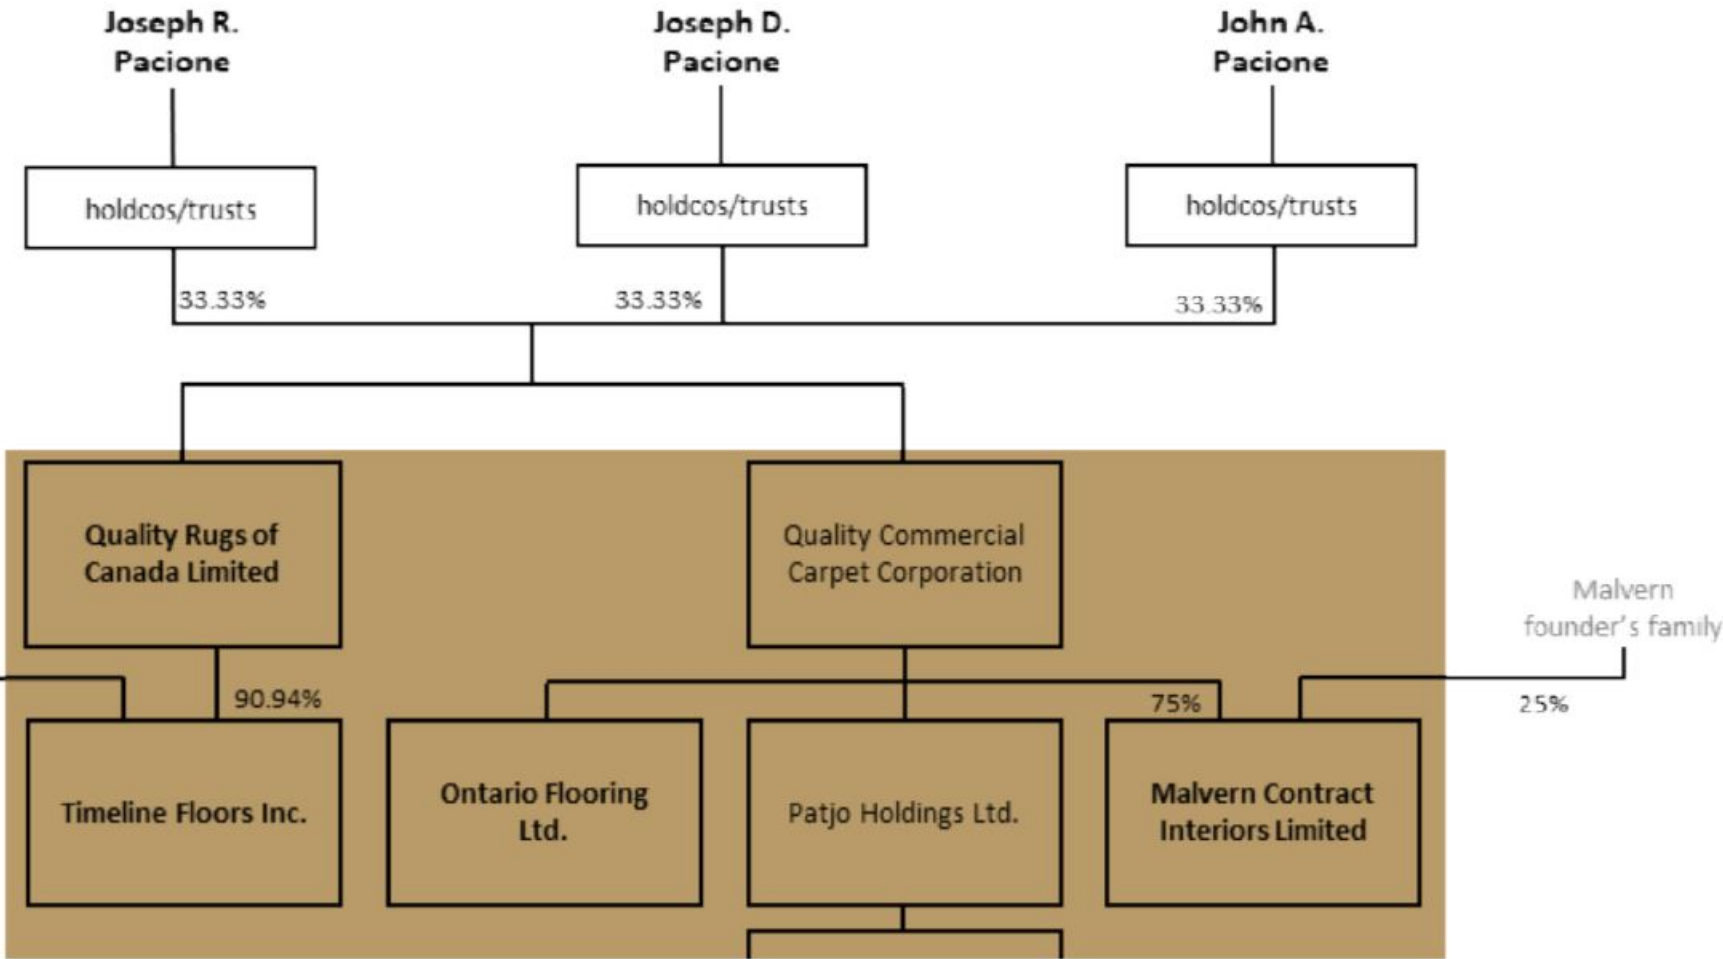 Joseph R.
Pacione
Joseph D.
Pacione
John A.
Pacione
holdcos/trusts
holdcos/trusts
holdcos/trusts
33.33%
33.33%
33.33%
Quality Rugs of
Canada Limited
Quality Commercial
Carpet Corporation
Malvern
founder's family
90.94%
75%
25%
Timeline Floors Inc.
Ontario Flooring
Ltd.
Patjo Holdings Ltd.
Malvern Contract
Interiors Limited